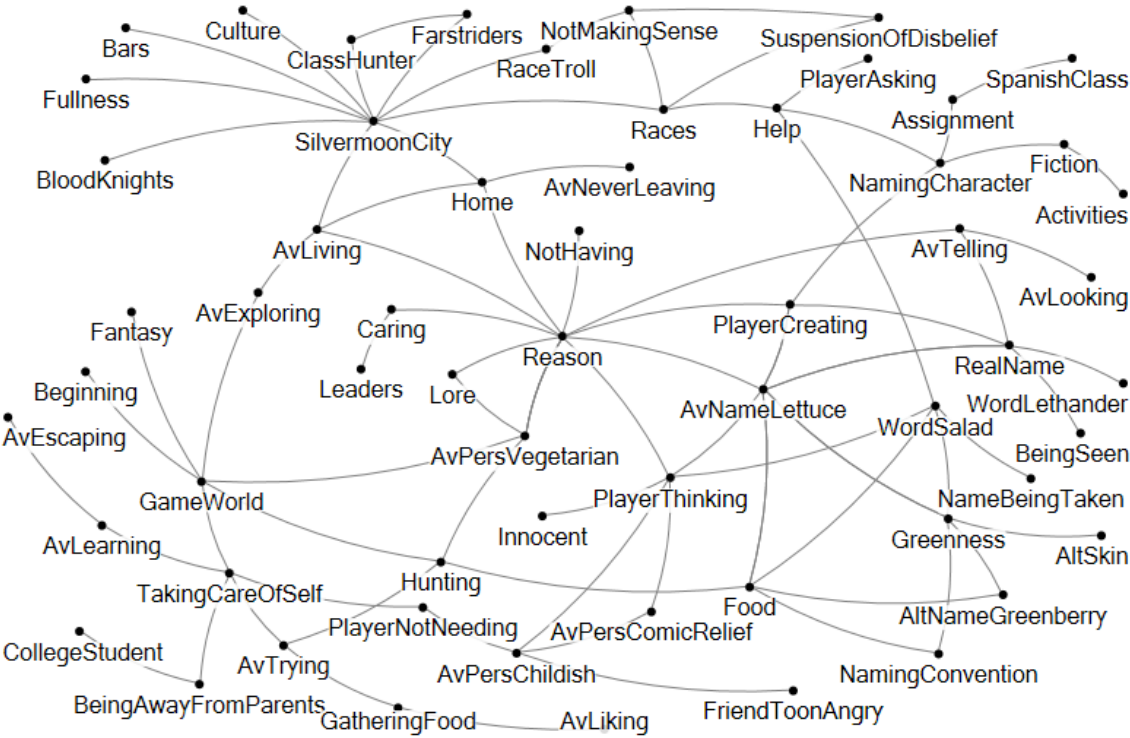 Culture
Farstriders
NotMakingSense
Bars
ClassHunter
SuspensionOfDisbelief
RaceTroll
PlayerAsking
SpanishClass
Fullness
Races
Help
Assignment
SilvermoonCity
BloodKnights
AvNeverLeaving
NamingCharacter
Fiction
Home
Activities
AvLiving
NotHaving
AvTelling
AvLooking
AvExploring
Fantasy
Caring
PlayerCreating
Reason
RealName
Beginning
Leaders
Lore
AvNameLettuce
WordLethander
AvEscaping
WordSalad
AvPersVegetarian
BeingSeen
GameWorld
PlayerThinking
NameBeingTaken
Innocent
Greenness
AvLearning
AltSkin
TakingCareOfSelf
Hunting
Food
AltNameGreenberry
PlayerNotNeeding
AvPersComicRelief
CollegeStudent
AvTrying
AvPersChildish
NamingConvention
BeingAwayFromParents
GatheringFood
AvLiking
FriendToonAngry